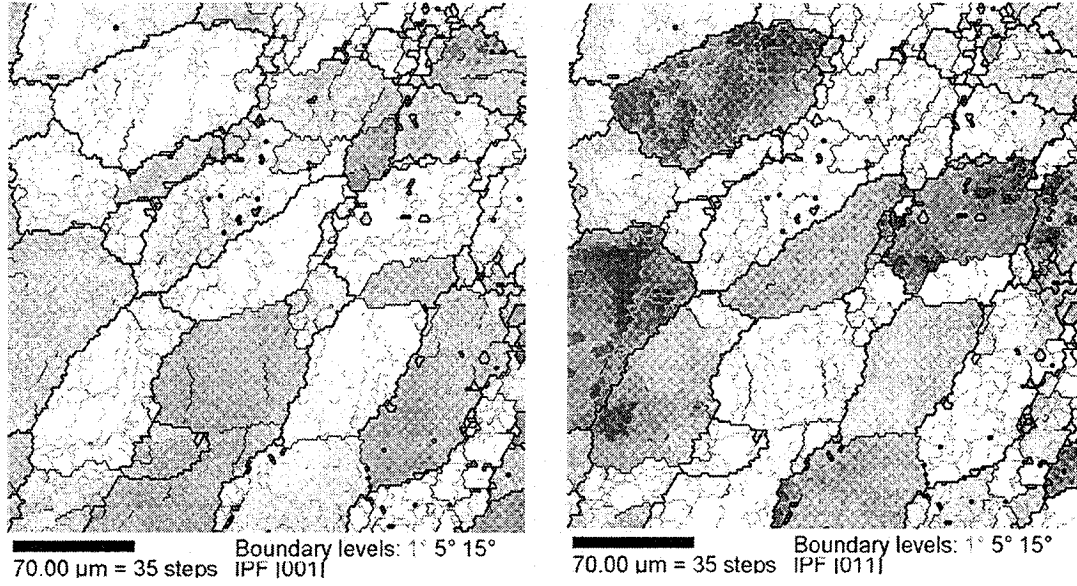 Boundary levels: 1° 5° 15°
70.00 µm = 35 steps IPF [001]
Boundary levels: 1° 5° 15°
70.00 µm = 35 steps IPF [011]